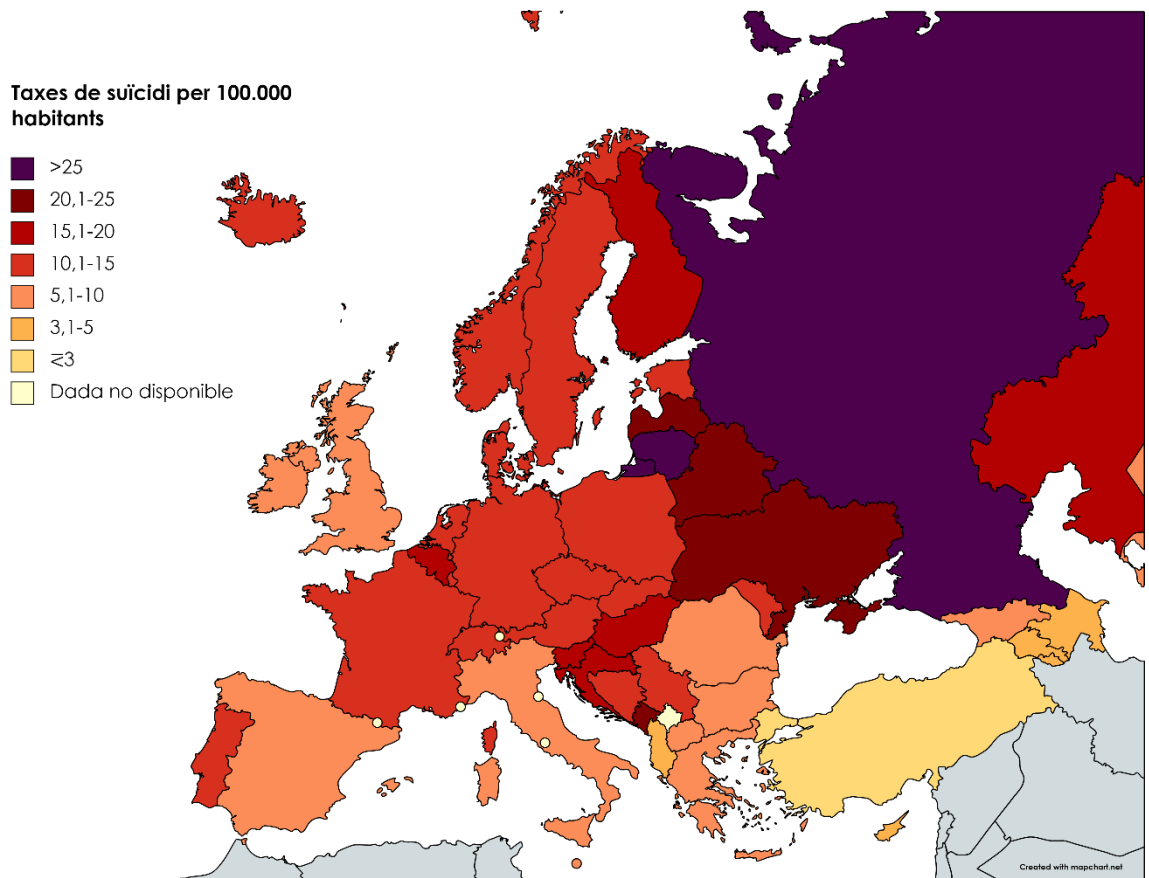 Taxes de suïcidi per 100.000
habitants
>25
20,1-25
15,1-20
10,1-15
5,1-10
3,1-5
⩽3
Dada no disponible
Created with mapchart.net